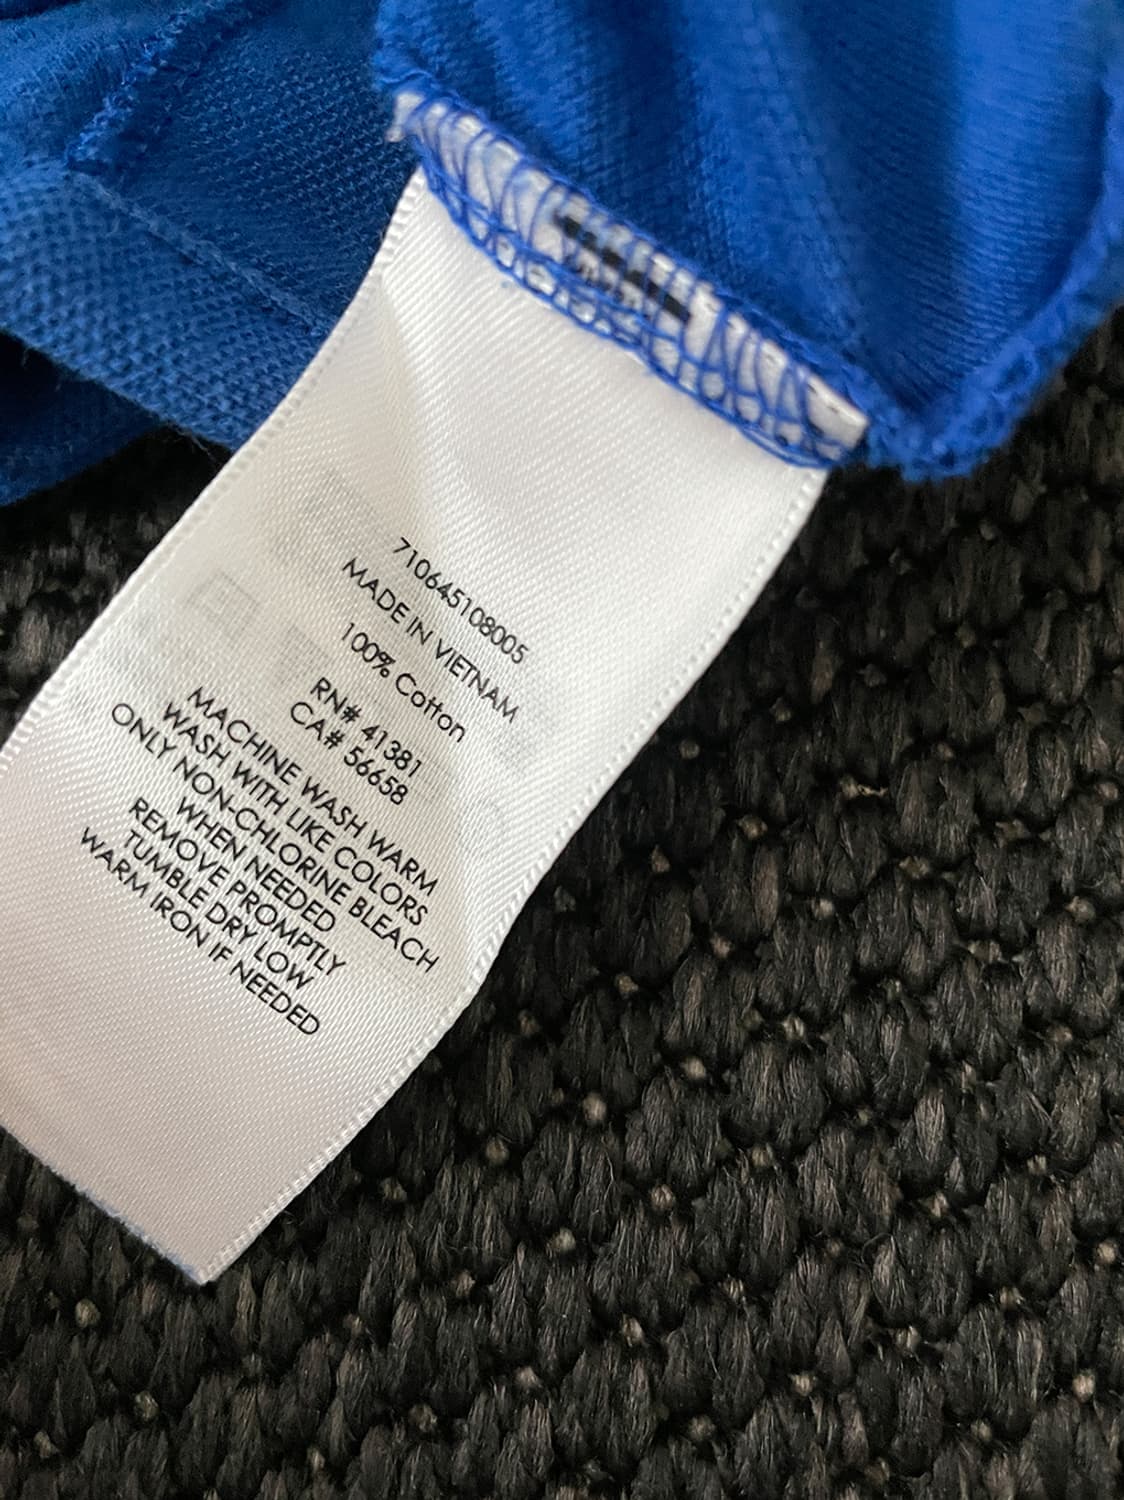 710645108005
MADE IN VIETNAM
100% Cotton
RN# 41381
CA# 56658
MACHINE WASH WARM
WASH WITH LIKE COLORS
ONLY NON-CHLORINE BLEACH
WHEN NEEDED
REMOVE PROMPTLY
TUMBLE DRY LOW
WARM IRON IF NEEDED